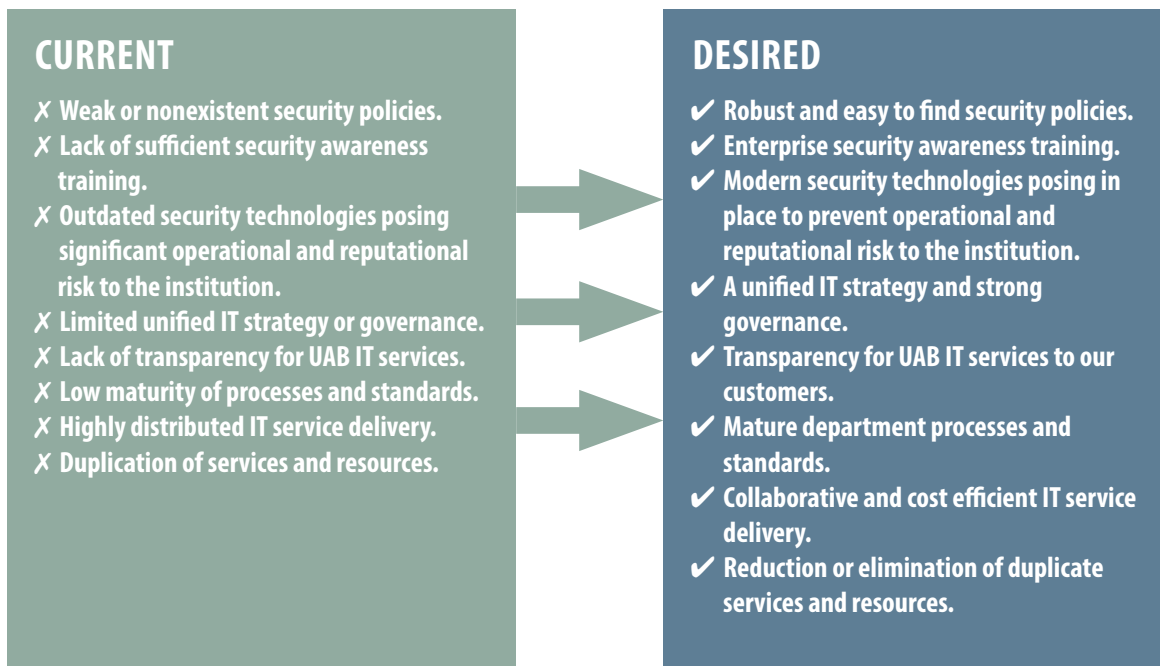 CURRENT
✗ Weak or nonexistent security policies.
✗ Lack of sufficient security awareness
training.
✗ Outdated security technologies posing
significant operational and reputational
risk to the institution.
✗ Limited unified IT strategy or governance.
✗ Lack of transparency for UAB IT services.
✗ Low maturity of processes and standards.
✗ Highly distributed IT service delivery.
✗ Duplication of services and resources.
DESIRED
✔ Robust and easy to find security policies.
✔ Enterprise security awareness training.
✔ Modern security technologies posing in
place to prevent operational and
reputational risk to the institution.
✔ A unified IT strategy and strong
governance.
✔ Transparency for UAB IT services to our
customers.
✔ Mature department processes and
standards.
✔ Collaborative and cost efficient IT service
delivery.
✔ Reduction or elimination of duplicate
services and resources.